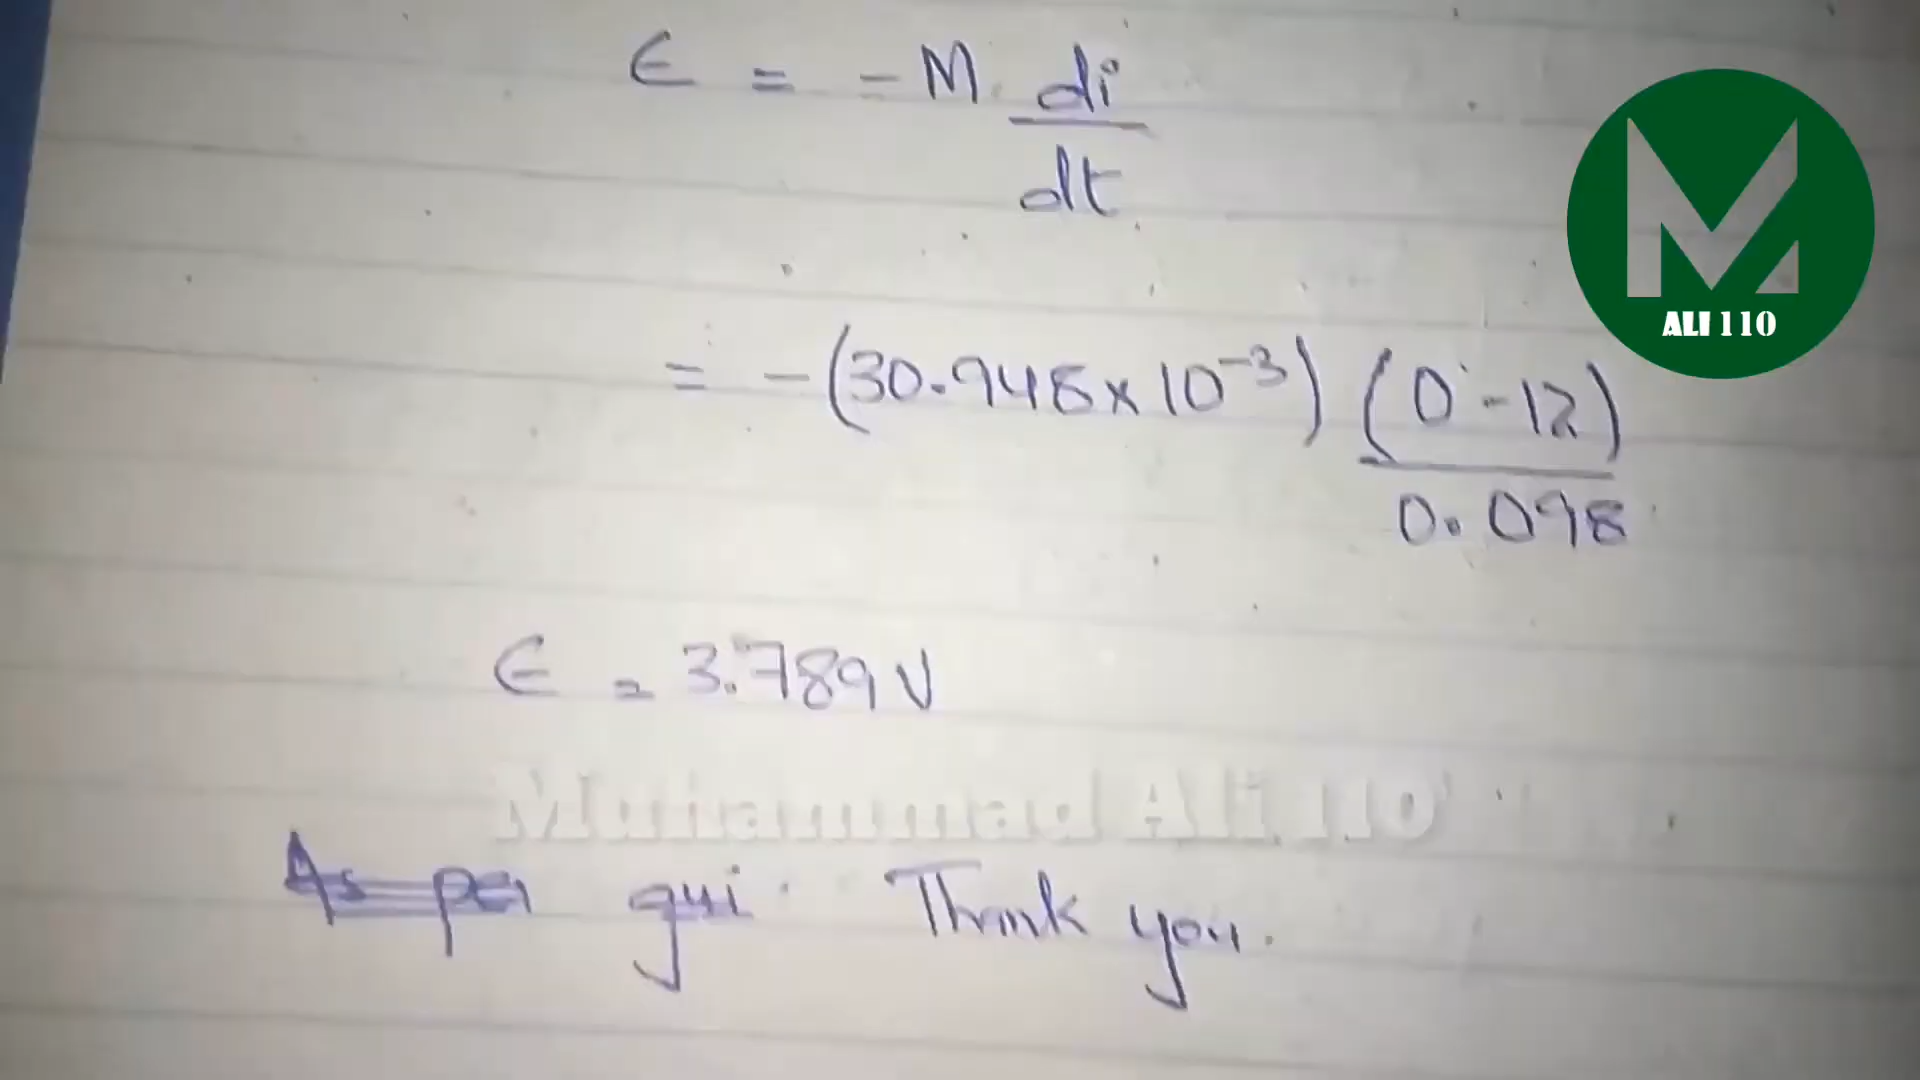 ε = -M di
dt
= -(30.948×10⁻³) (0-12)
0.098
ε = 3.789 V
ALI 110
Muhammad Ali 110
As per qui. Thank you.